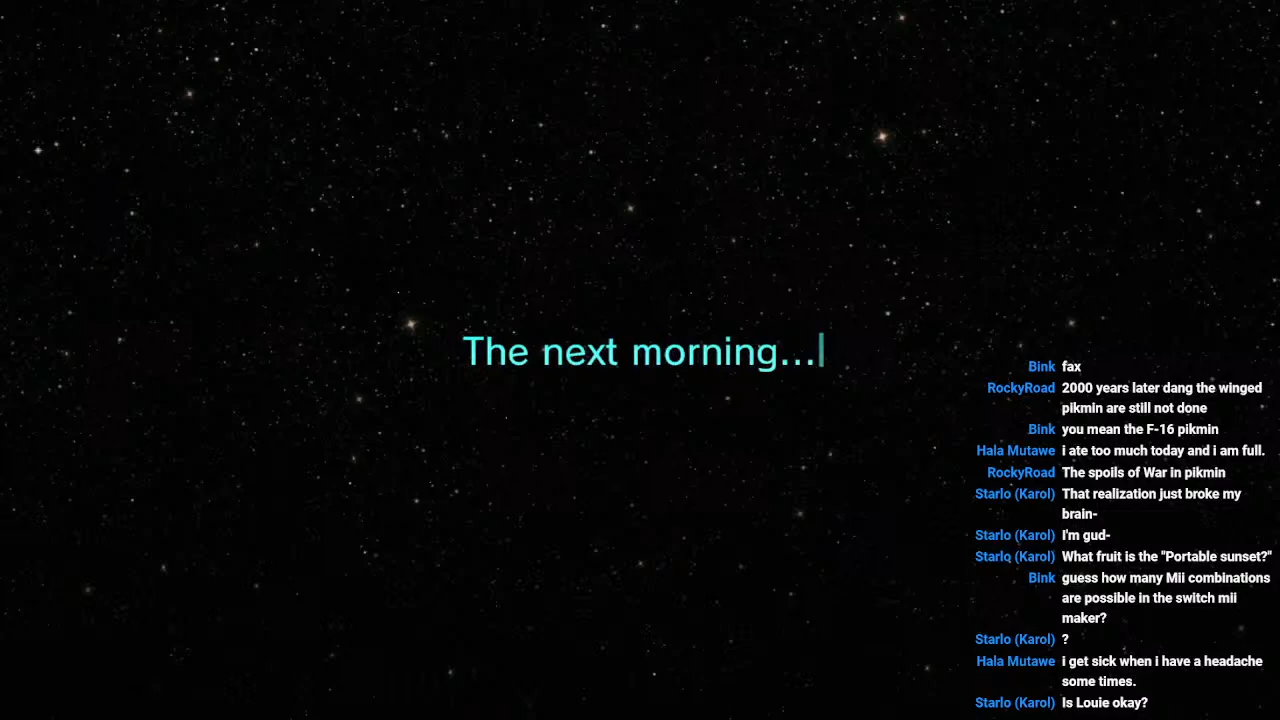 The next morning...
Bink fax
RockyRoad 2000 years later dang the winged
pikmin are still not done
Bink you mean the F-16 pikmin
Hala Mutawe i ate too much today and i am full.
RockyRoad The spoils of War in pikmin
Starlo (Karol) That realization just broke my
brain-
Starlo (Karol) I'm gud-
Starlo (Karol) What fruit is the "Portable sunset?"
Bink guess how many Mii combinations
are possible in the switch mii
maker?
Starlo (Karol) ?
Hala Mutawe i get sick when i have a headache
some times.
Starlo (Karol) Is Louie okay?